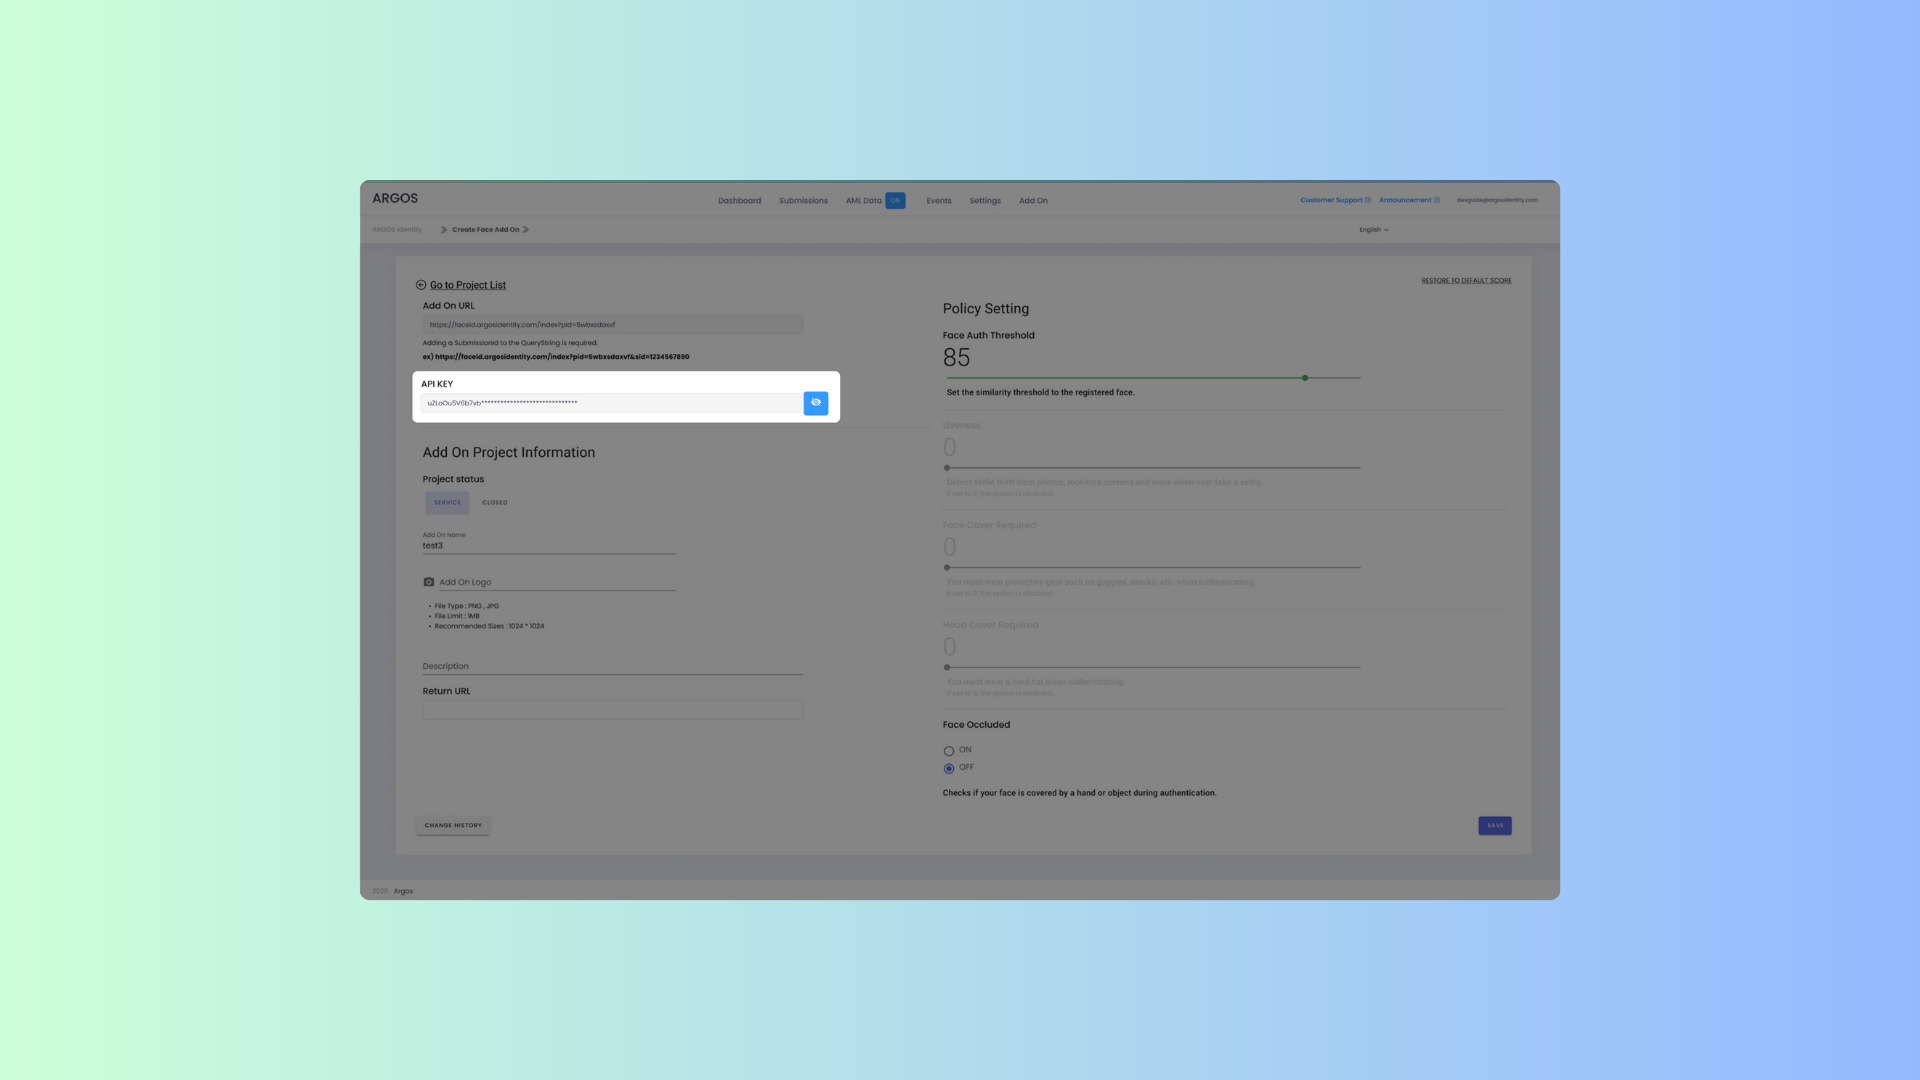 ARGOS
Dashboard Submissions AML Data ON Events Settings Add On
Customer Support Announcement devguide@argosidentity.com
ARGOS Identity Create Face Add On
English
Go to Project List
RESTORE TO DEFAULT SCORE
Add On URL
https://faceid.argosidentity.com/index?pid=5wbxsdaxvf
Adding a SubmissionId to the QueryString is required.
ex) https://faceid.argosidentity.com/index?pid=5wbxsdaxvf&sid=1234567890
API KEY
uZLaOu5V6b7vb******************************
Add On Project Information
Project status
SERVICE CLOSED
Add On Name
test3
Add On Logo
• File Type : PNG , JPG
• File Limit : 1MB
• Recommended Sizes : 1024 * 1024
Description
Return URL
CHANGE HISTORY
Policy Setting
Face Auth Threshold
85
Set the similarity threshold to the registered face.
Liveness
0
Detect selfie theft from photos, monitors screens and more when user take a selfie.
If set to 0, the option is disabled.
Face Cover Required
0
You must wear protective gear such as goggles, masks, etc. when authenticating.
If set to 0, the option is disabled.
Head Cover Required
0
You must wear a hard hat when authenticating.
If set to 0, the option is disabled.
Face Occluded
ON
OFF
Checks if your face is covered by a hand or object during authentication.
SAVE
2025 Argos